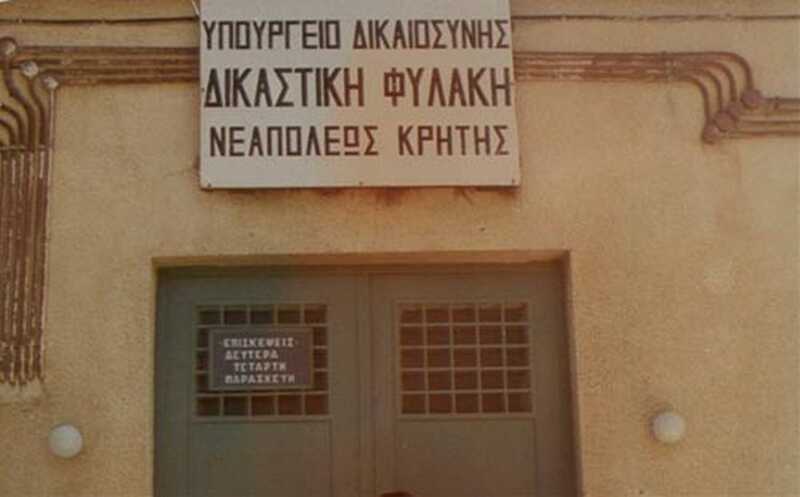 ΥΠΟΥΡΓΕΙΟ ΔΙΚΑΙΟΣΥΝΗΣ
ΔΙΚΑΣΤΙΚΗ ΦΥΛΑΚΗ
ΝΕΑΠΟΛΕΩΣ ΚΡΗΤΗΣ
-ΕΠΙΣΚΕΨΕΙΣ-
ΔΕΥΤΕΡΑ
ΤΕΤΑΡΤΗ
ΠΑΡΑΣΚΕΥΗ